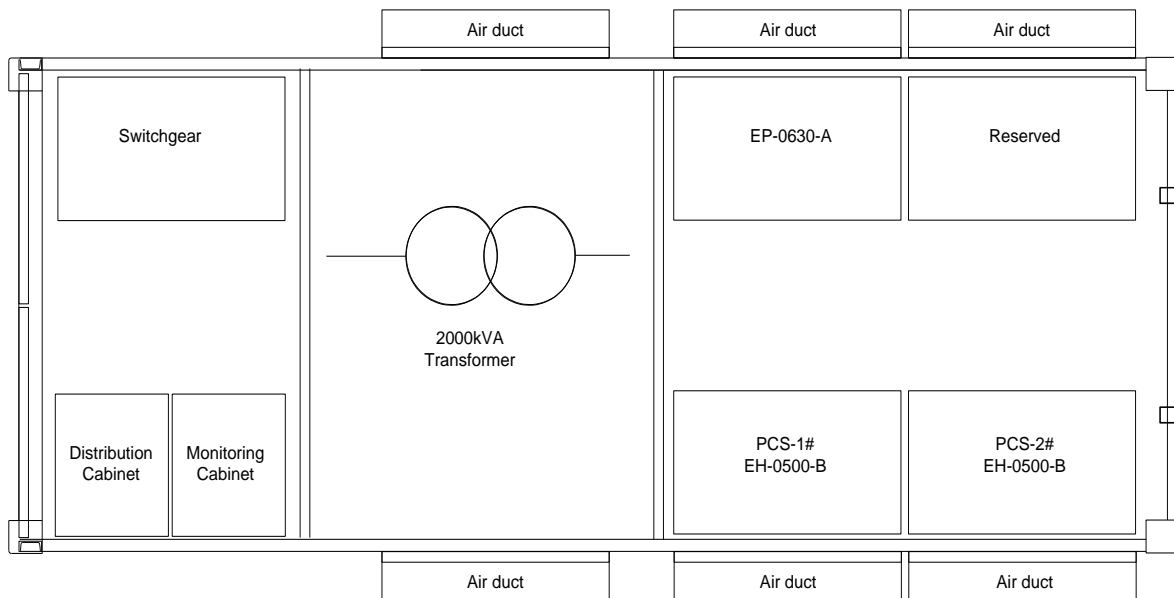 Air duct
Air duct
Air duct
Switchgear
EP-0630-A
Reserved
2000kVA
Transformer
Distribution
Cabinet
Monitoring
Cabinet
PCS-1#
EH-0500-B
PCS-2#
EH-0500-B
Air duct
Air duct
Air duct